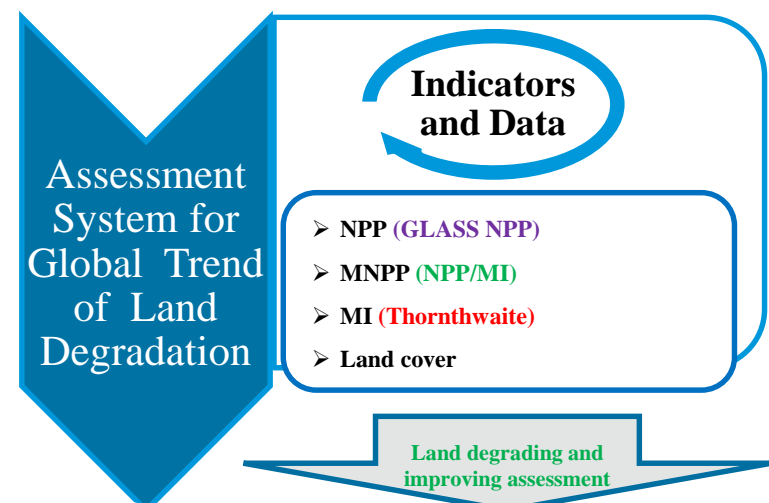 Assessment
System for
Global Trend
of Land
Degradation
Indicators
and Data
➢ NPP (GLASS NPP)
➢ MNPP (NPP/MI)
➢ MI (Thornthwaite)
➢ Land cover
Land degrading and
improving assessment